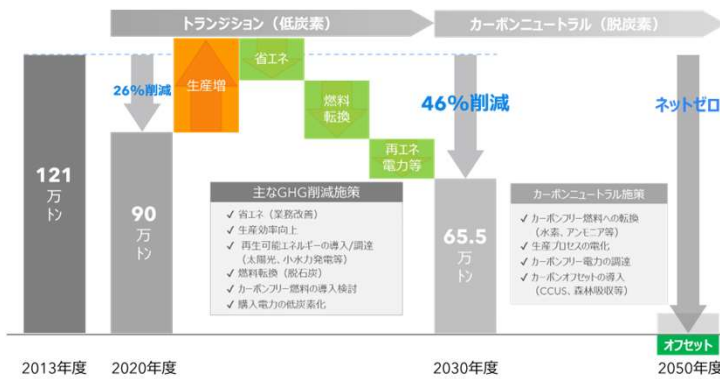 トランジション（低炭素）
カーボンニュートラル（脱炭素）
26%削減
生産増
省エネ
燃料
転換
再エネ
電力等
46%削減
ネットゼロ
121
万
トン
90
万
トン
主なGHG削減施策
✓ 省エネ（業務改善）
✓ 生産効率向上
✓ 再生可能エネルギーの導入/調達
（太陽光、小水力発電等）
✓ 燃料転換（脱石炭）
✓ カーボンフリー燃料の導入検討
✓ 購入電力の低炭素化
65.5
万
トン
カーボンニュートラル施策
✓ カーボンフリー燃料への転換
（水素、アンモニア等）
✓ 生産プロセスの電化
✓ カーボンフリー電力の調達
✓ カーボンオフセットの導入
（CCUS、森林吸収等）
オフセット
2013年度
2020年度
2030年度
2050年度